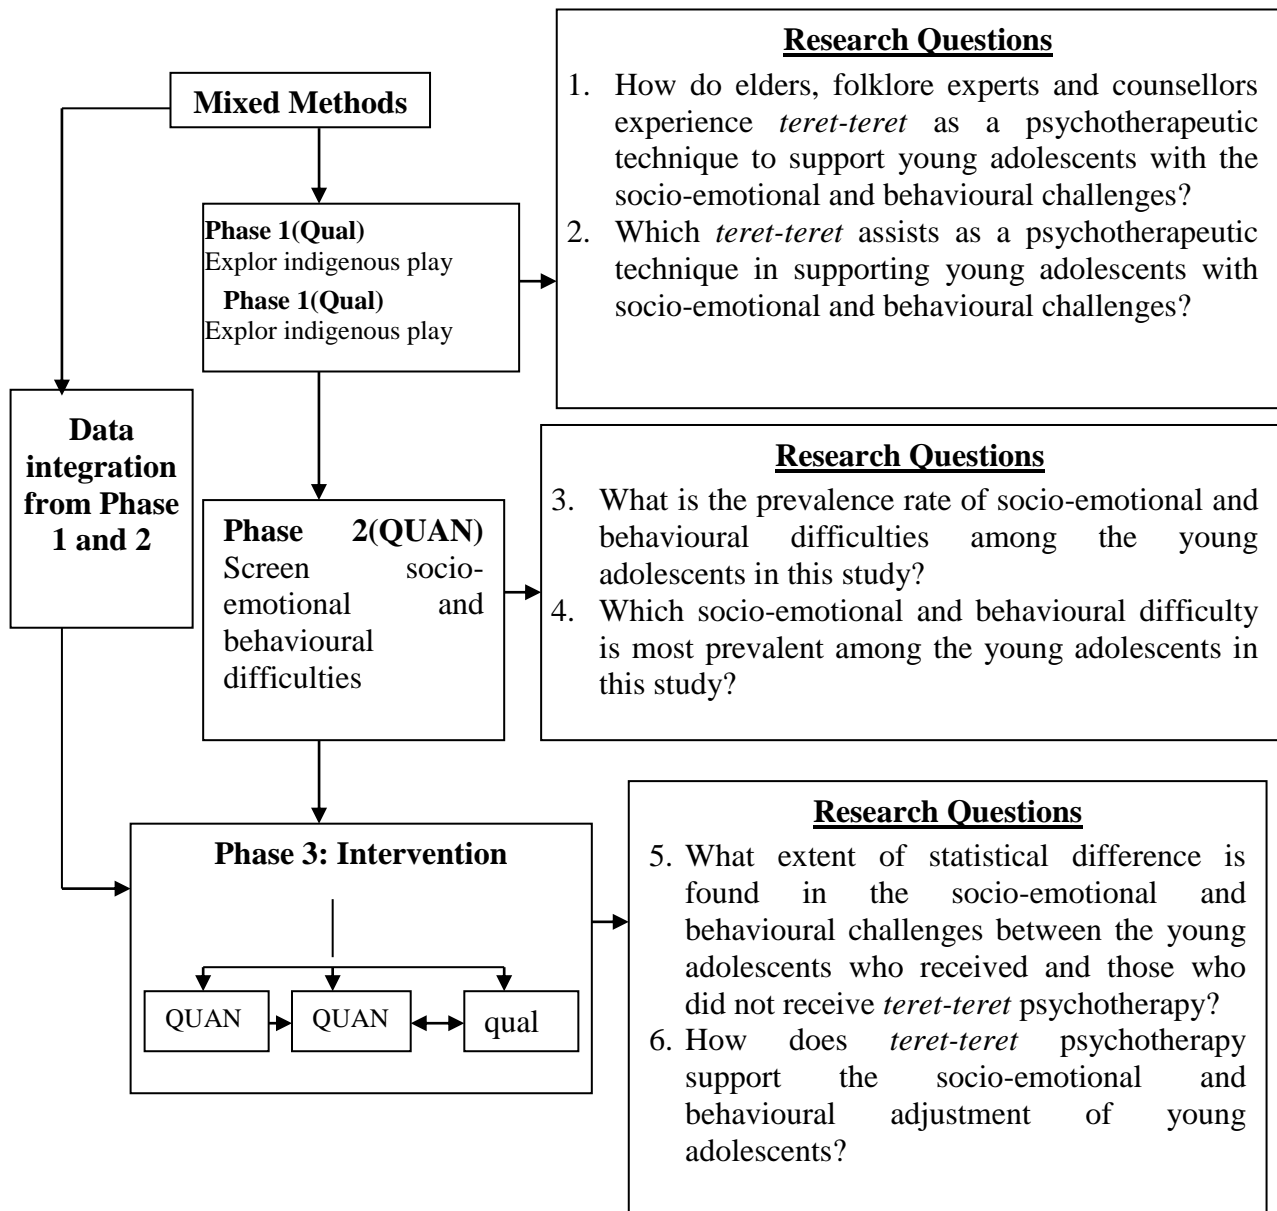 Mixed Methods
Phase 1(Qual)
Explor indigenous play
Phase 1(Qual)
Explor indigenous play
Research Questions
1. How do elders, folklore experts and counsellors
experience teret-teret as a psychotherapeutic
technique to support young adolescents with the
socio-emotional and behavioural challenges?
2. Which teret-teret assists as a psychotherapeutic
technique in supporting young adolescents with
socio-emotional and behavioural challenges?
Data
integration
from Phase
1 and 2
Phase 2(QUAN)
Screen socio-
emotional and
behavioural
difficulties
Research Questions
3. What is the prevalence rate of socio-emotional and
behavioural difficulties among the young
adolescents in this study?
4. Which socio-emotional and behavioural difficulty
is most prevalent among the young adolescents in
this study?
Phase 3: Intervention
QUAN
QUAN
qual
Research Questions
5. What extent of statistical difference is
found in the socio-emotional and
behavioural challenges between the young
adolescents who received and those who
did not receive teret-teret psychotherapy?
6. How does teret-teret psychotherapy
support the socio-emotional and
behavioural adjustment of young
adolescents?